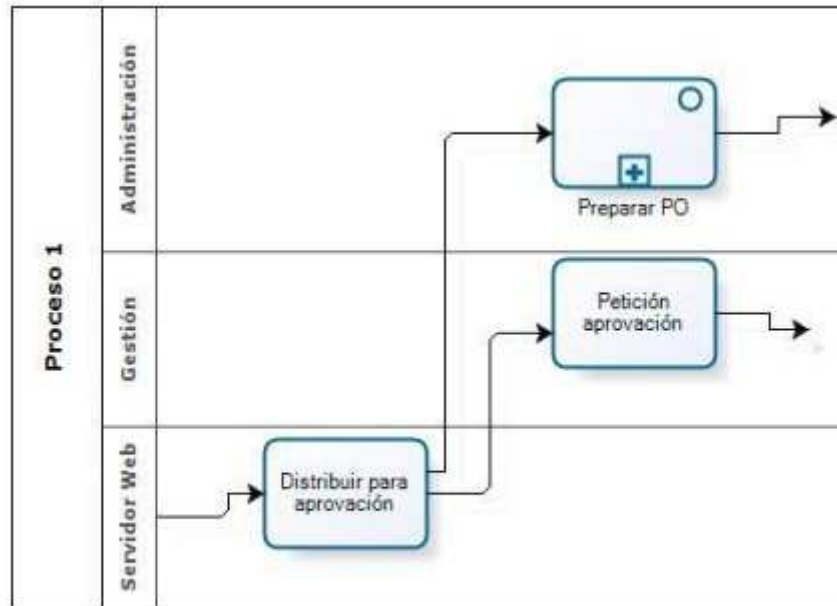 Proceso 1
Administración
Preparar PO
Gestión
Petición
aprovación
Servidor Web
Distribuir para
aprovación